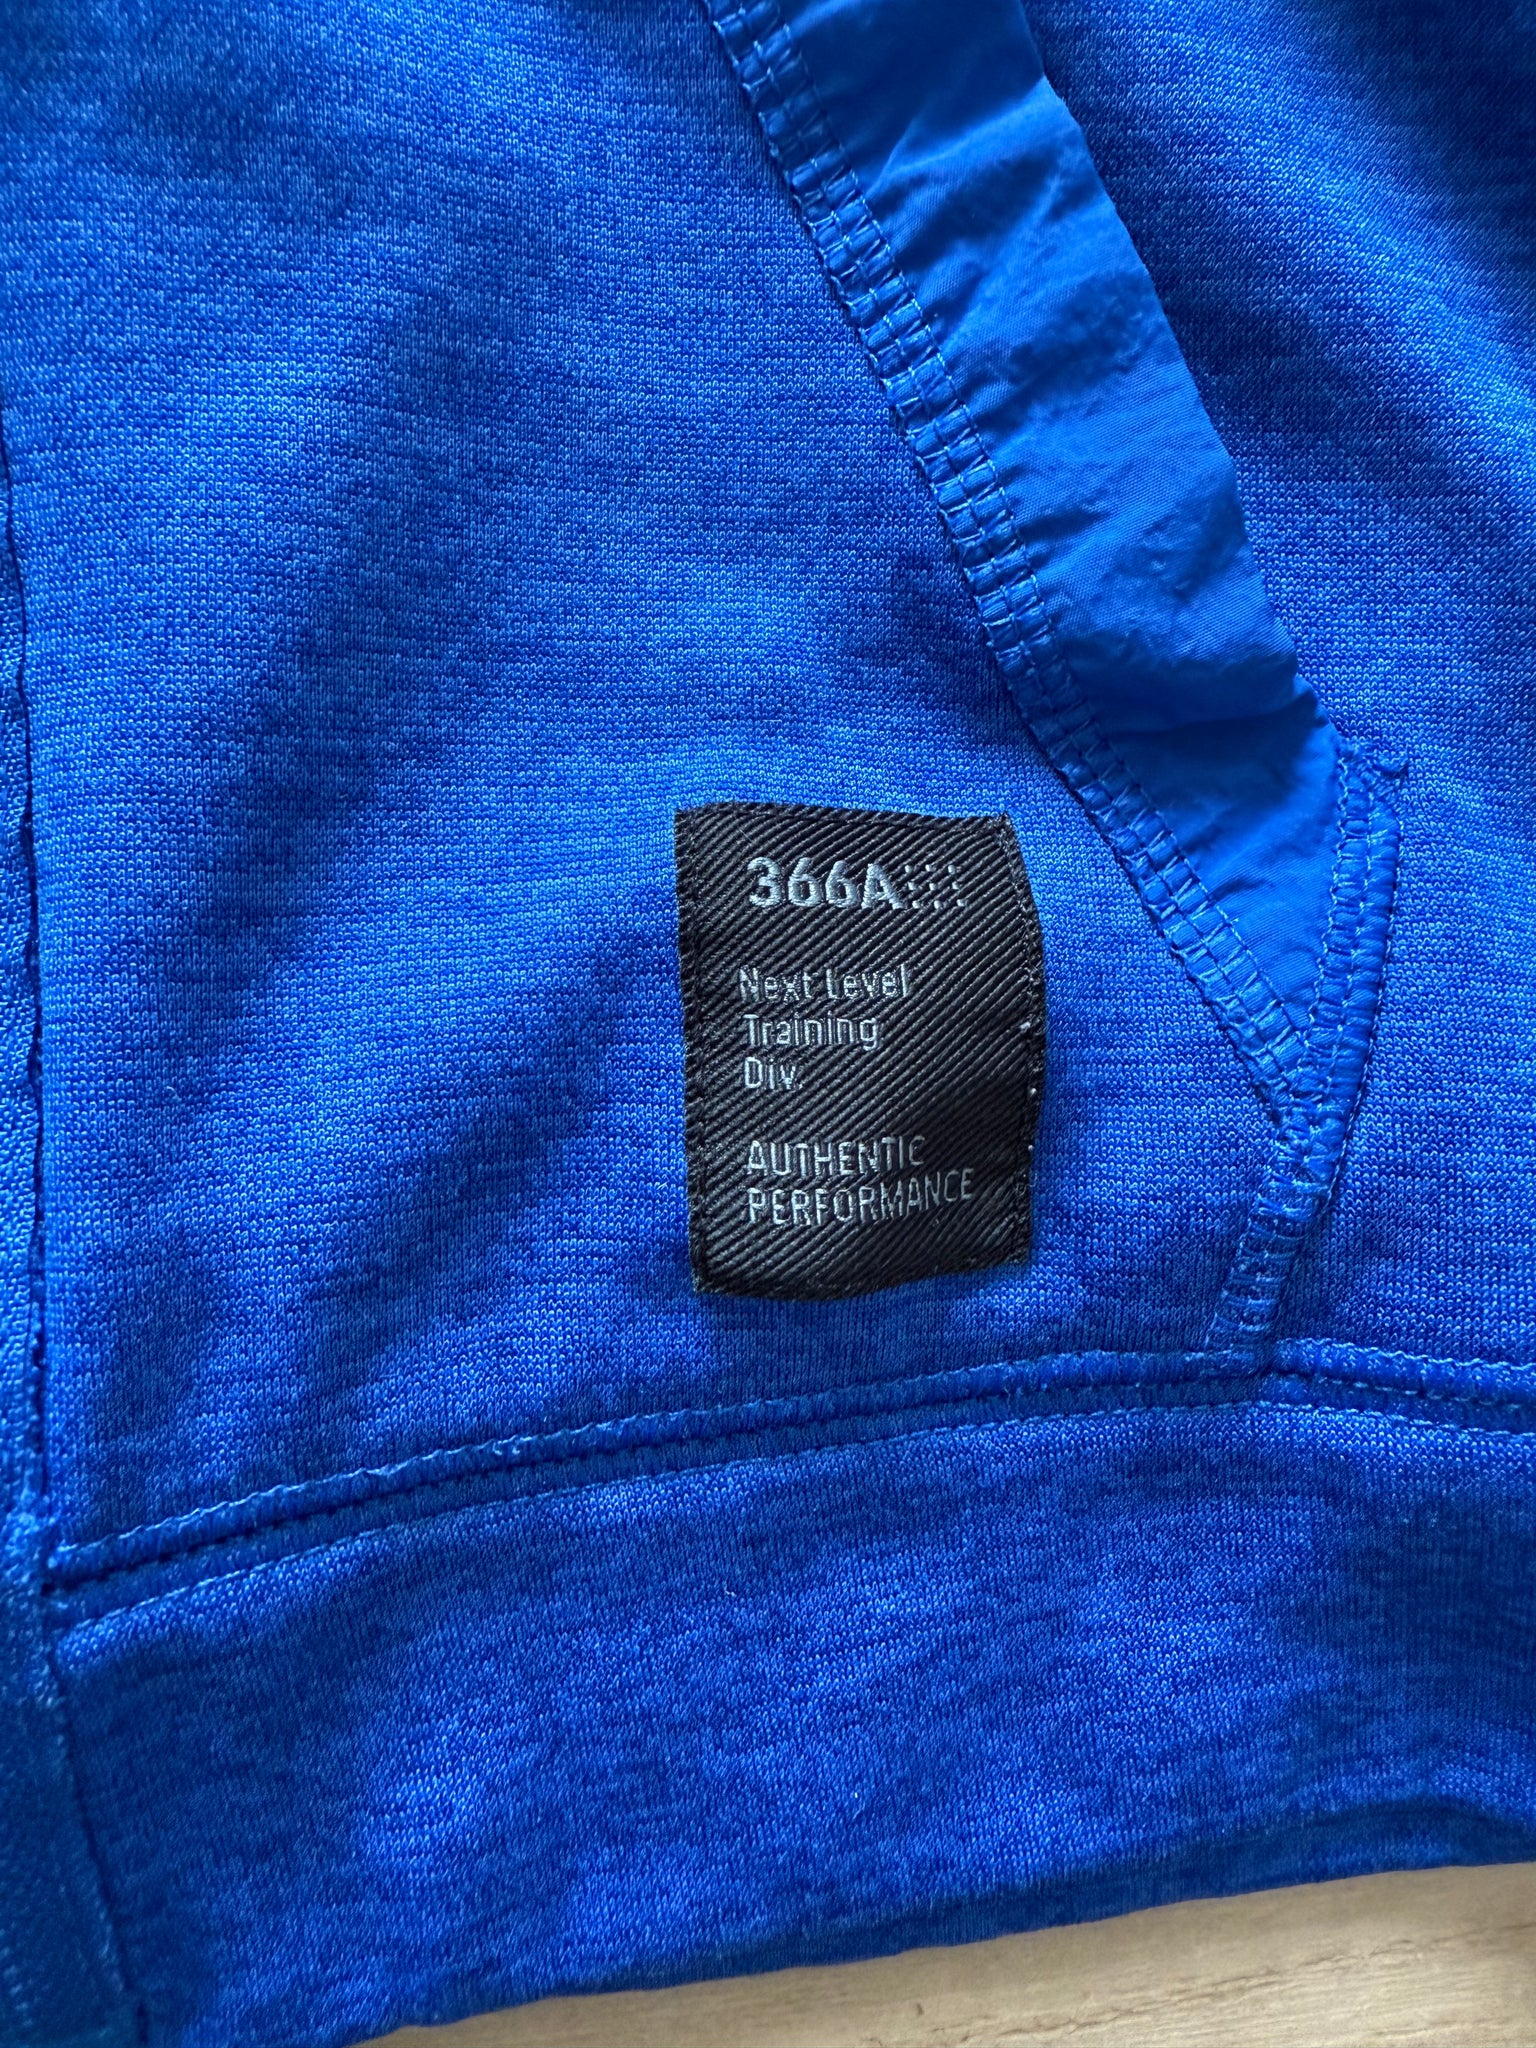 366A
Next Level
Training
Div.
AUTHENTIC
PERFORMANCE